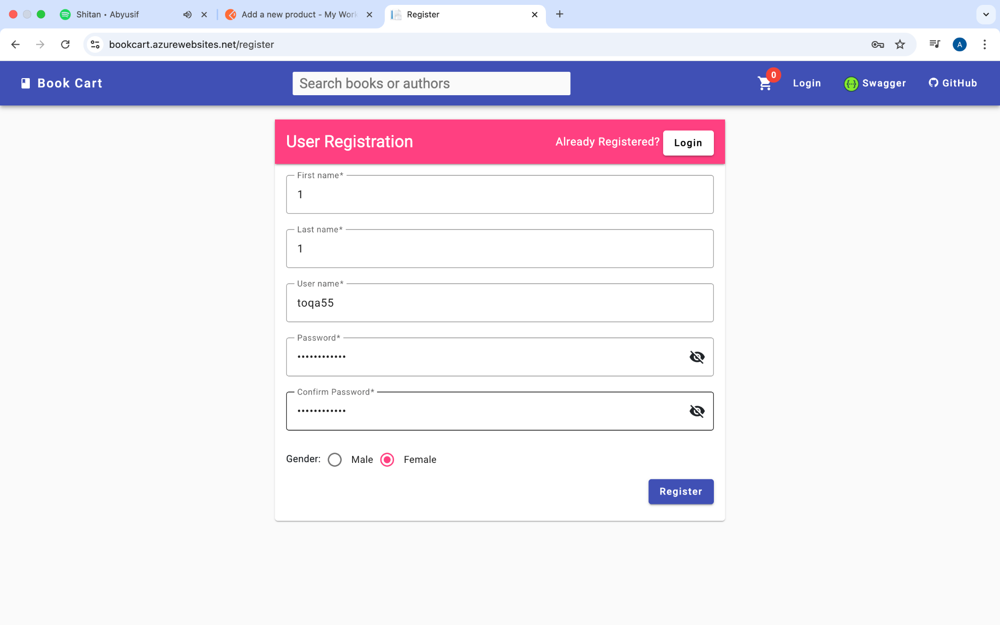 Shitan • Abyusif
Add a new product - My Work
Register
bookcart.azurewebsites.net/register
A
Book Cart
Search books or authors
0
Login
Swagger
GitHub
User Registration
Already Registered?
Login
First name*
1
Last name*
1
User name*
toqa55
Password*
••••••••••••
Confirm Password*
••••••••••••
Gender:
Male
Female
Register